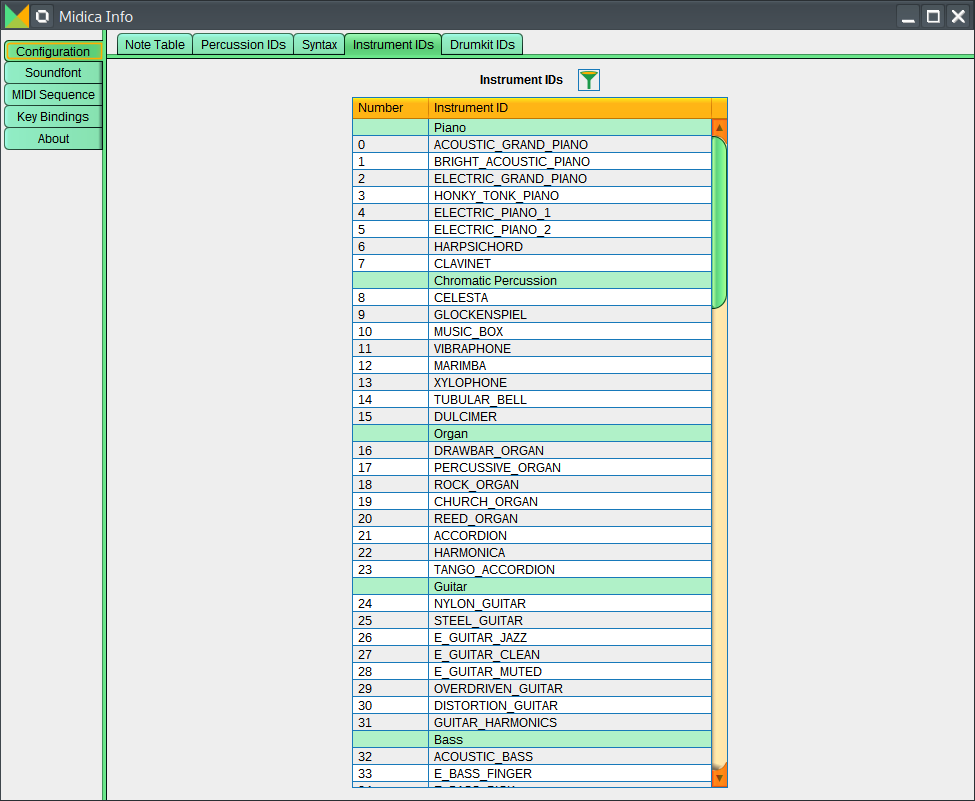 Midica Info
Configuration
Soundfont
MIDI Sequence
Key Bindings
About
Note Table Percussion IDs Syntax Instrument IDs Drumkit IDs
Instrument IDs
Number Instrument ID
Piano
0 ACOUSTIC_GRAND_PIANO
1 BRIGHT_ACOUSTIC_PIANO
2 ELECTRIC_GRAND_PIANO
3 HONKY_TONK_PIANO
4 ELECTRIC_PIANO_1
5 ELECTRIC_PIANO_2
6 HARPSICHORD
7 CLAVINET
Chromatic Percussion
8 CELESTA
9 GLOCKENSPIEL
10 MUSIC_BOX
11 VIBRAPHONE
12 MARIMBA
13 XYLOPHONE
14 TUBULAR_BELL
15 DULCIMER
Organ
16 DRAWBAR_ORGAN
17 PERCUSSIVE_ORGAN
18 ROCK_ORGAN
19 CHURCH_ORGAN
20 REED_ORGAN
21 ACCORDION
22 HARMONICA
23 TANGO_ACCORDION
Guitar
24 NYLON_GUITAR
25 STEEL_GUITAR
26 E_GUITAR_JAZZ
27 E_GUITAR_CLEAN
28 E_GUITAR_MUTED
29 OVERDRIVEN_GUITAR
30 DISTORTION_GUITAR
31 GUITAR_HARMONICS
Bass
32 ACOUSTIC_BASS
33 E_BASS_FINGER